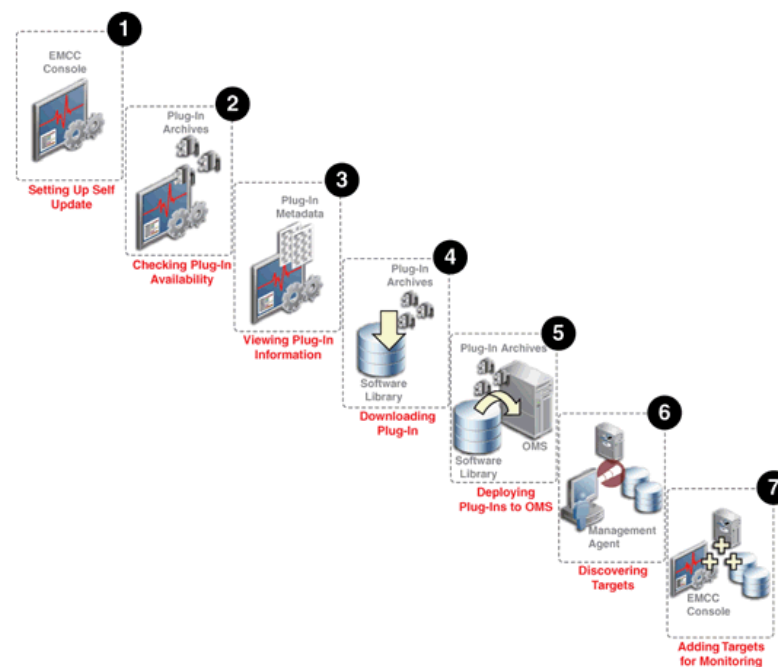 1
EMCC
Console
Setting Up Self
Update
2
Plug-In
Archives
Checking Plug-In
Availability
3
Plug-In
Metadata
Viewing Plug-In
Information
4
Plug-In
Archives
Software
Library
Downloading
Plug-In
5
Plug-In Archives
Software
Library
OMS
Deploying
Plug-Ins to OMS
6
Management
Agent
Discovering
Targets
7
EMCC
Console
Adding Targets
for Monitoring